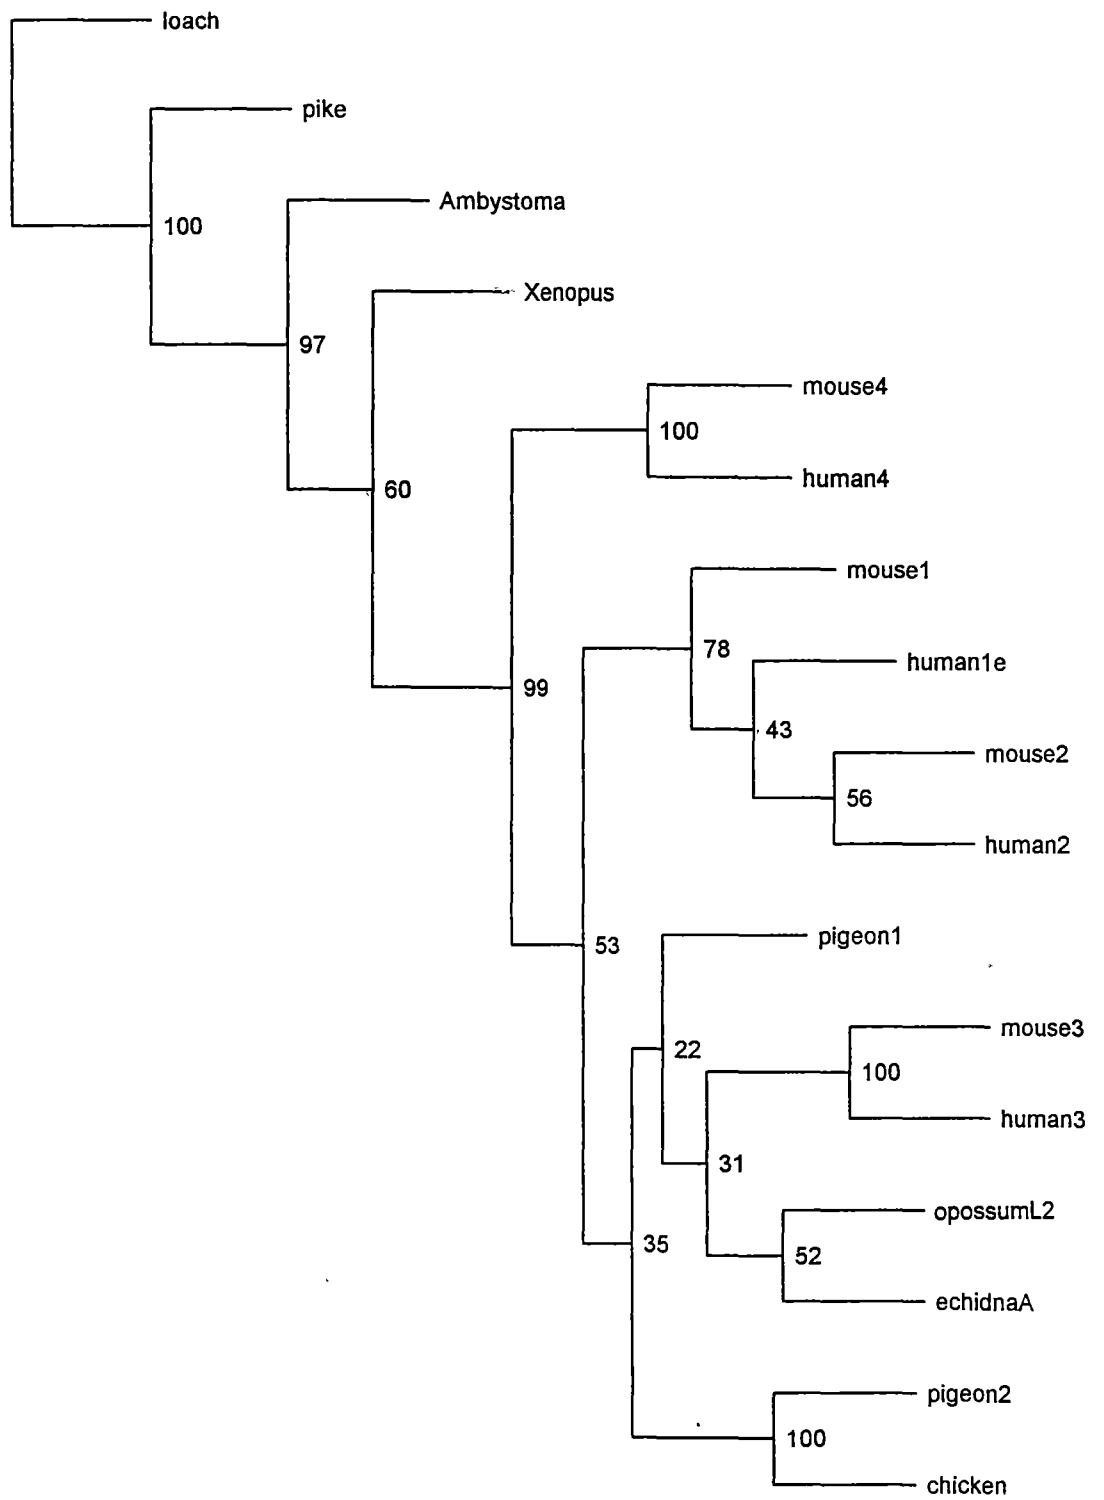 loach
pike
100
Ambystoma
Xenopus
97
mouse4
100
human4
60
mouse1
78
human1e
99
43
mouse2
56
human2
pigeon1
53
mouse3
22
100
human3
31
opossumL2
35
52
echidnaA
pigeon2
100
chicken